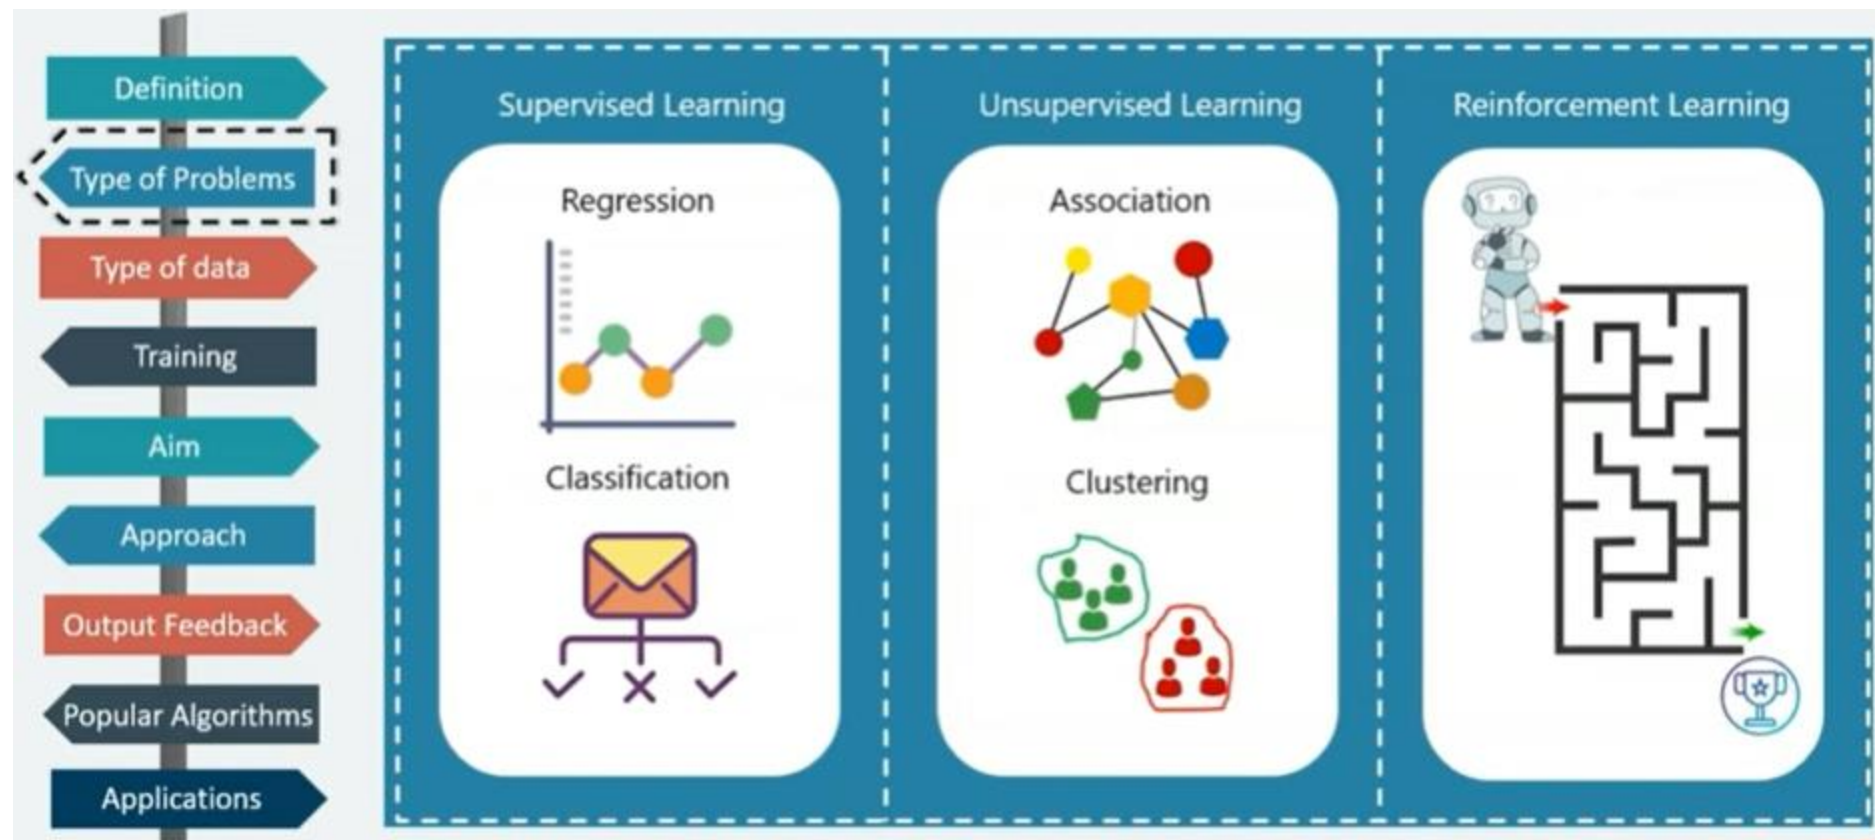 Definition
Type of Problems
Type of data
Training
Aim
Approach
Output Feedback
Popular Algorithms
Applications
Supervised Learning
Regression
Classification
Unsupervised Learning
Association
Clustering
Reinforcement Learning